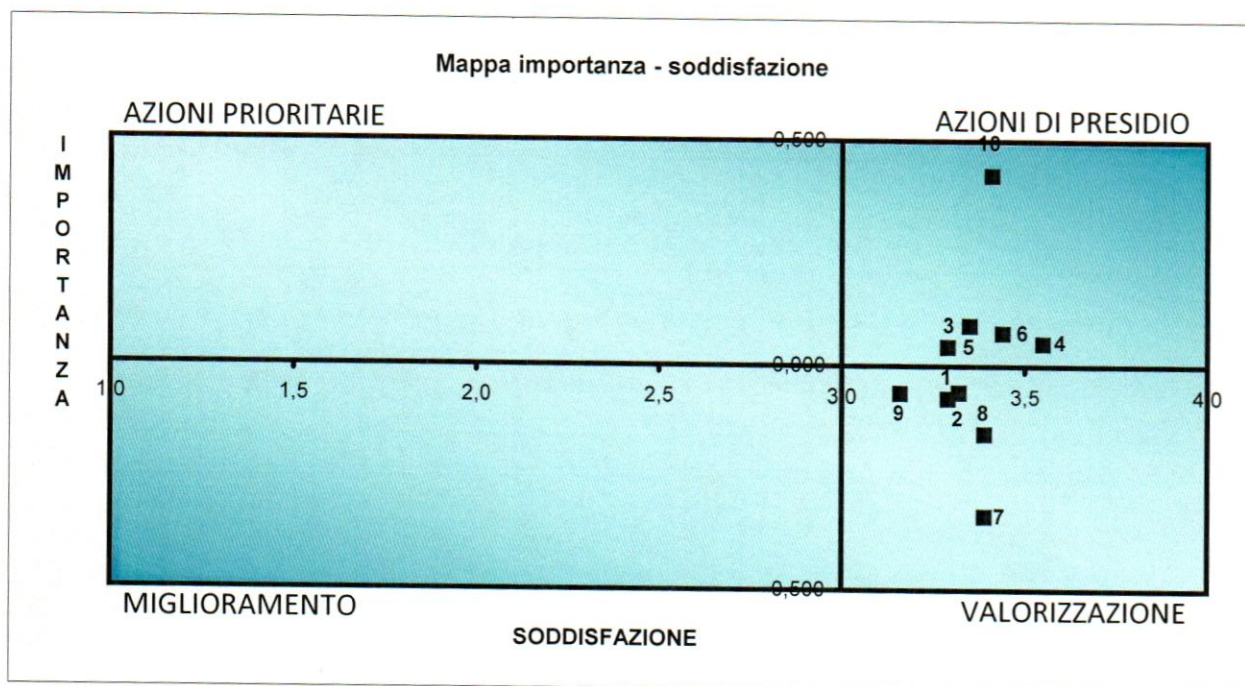 Mappa importanza - soddisfazione
AZIONI PRIORITARIE
AZIONI DI PRESIDIO
I
M
P
O
R
T
A
N
Z
A
0,500
10
3
5
6
4
0,000
1,0
1,5
2,0
2,5
3,0
3,5
4,0
1
9
2
8
7
0,500
MIGLIORAMENTO
VALORIZZAZIONE
SODDISFAZIONE